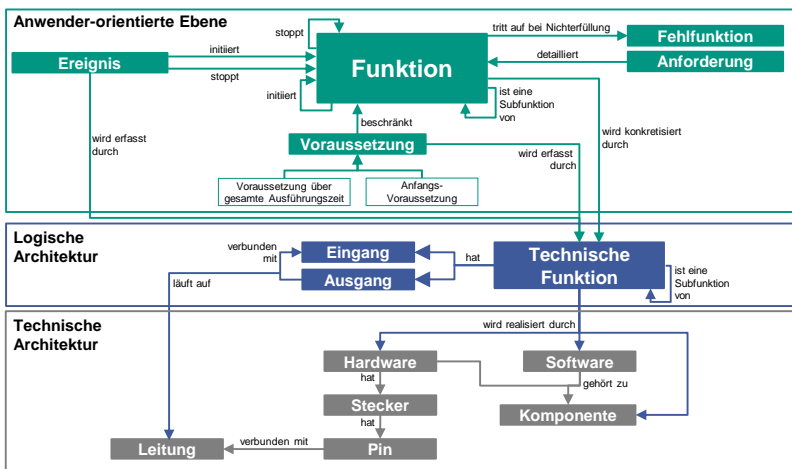 Anwender-orientierte Ebene
stoppt
tritt auf bei Nichterfüllung
Fehlfunktion
initiiert
Ereignis
Funktion
detailliert
Anforderung
stoppt
initiiert
ist eine
Subfunktion
von
beschränkt
wird erfasst
durch
Voraussetzung
wird erfasst
durch
wird konkretisiert
durch
Voraussetzung über
gesamte Ausführungszeit
Anfangs-
Voraussetzung
Logische
Architektur
verbunden
mit
Eingang
hat
Technische
Funktion
Ausgang
läuft auf
ist eine
Subfunktion
von
Technische
Architektur
wird realisiert durch
Hardware
Software
hat
gehört zu
Stecker
Komponente
hat
Leitung
verbunden mit
Pin